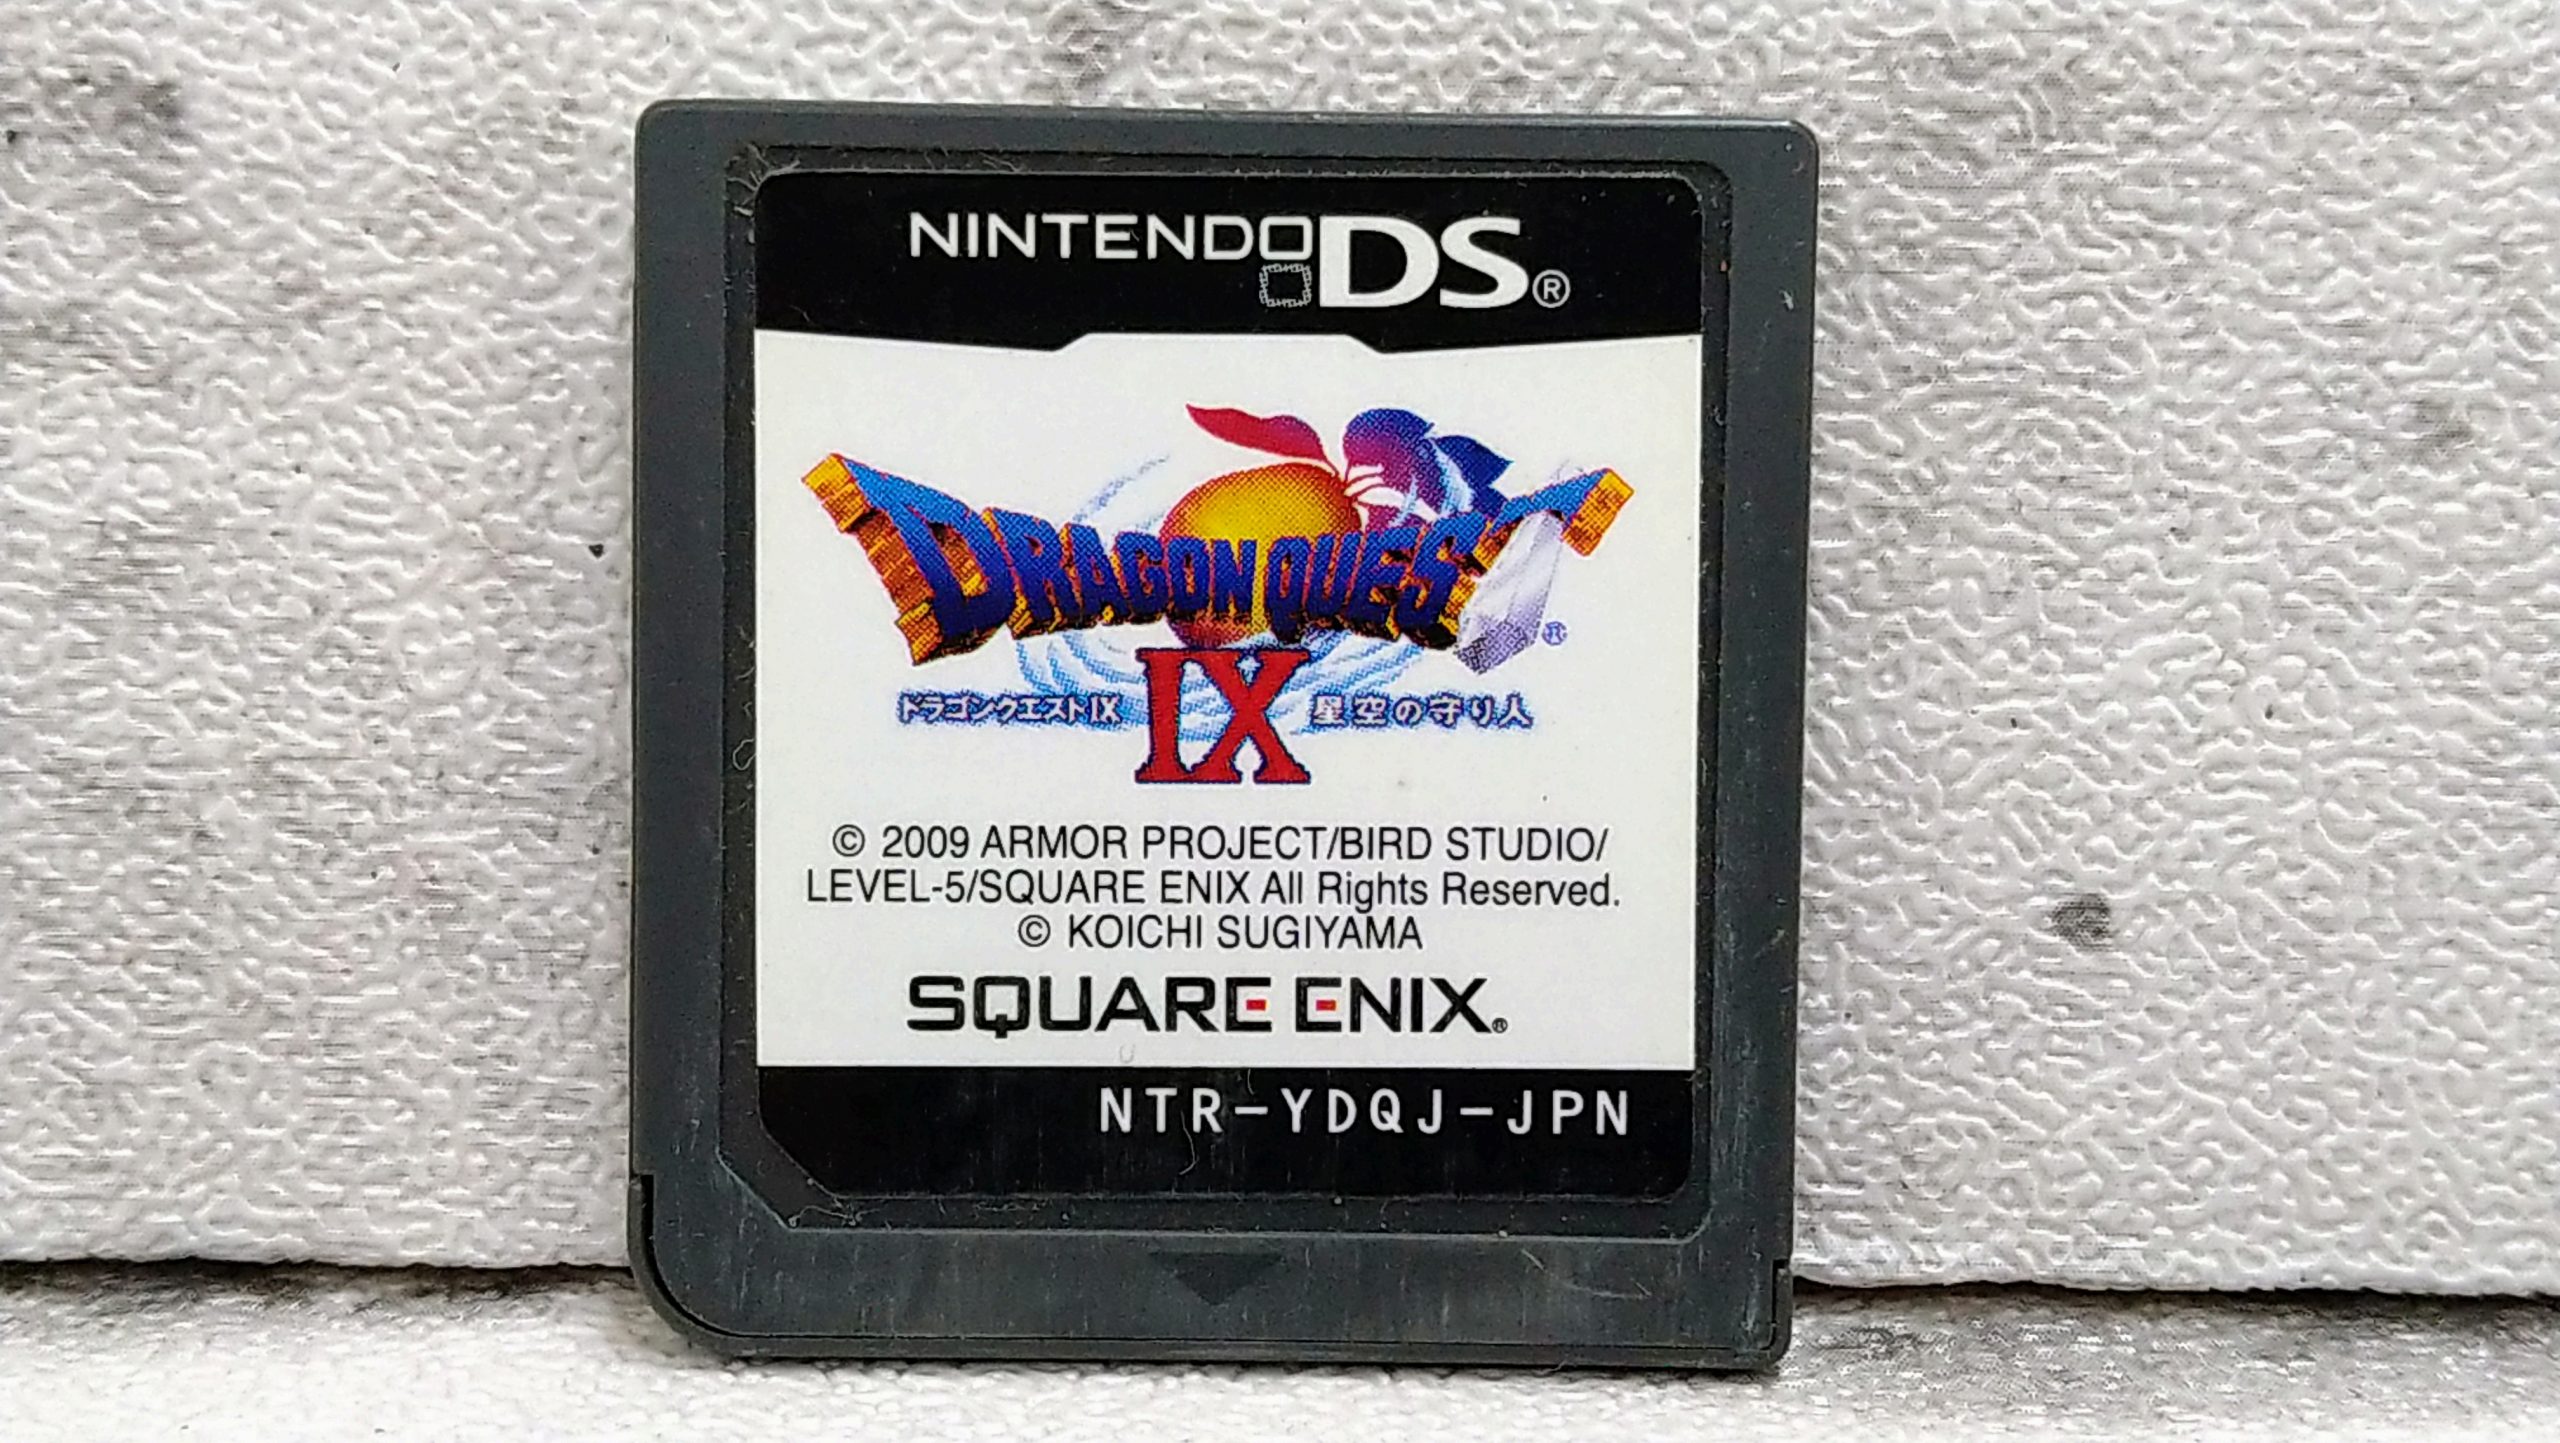 NINTENDO DS®
DRAGON QUEST®
IX
ドラゴンクエストIX 星空の守り人
© 2009 ARMOR PROJECT/BIRD STUDIO/
LEVEL-5/SQUARE ENIX All Rights Reserved.
© KOICHI SUGIYAMA
SQUARE ENIX®
NTR-YDQJ-JPN